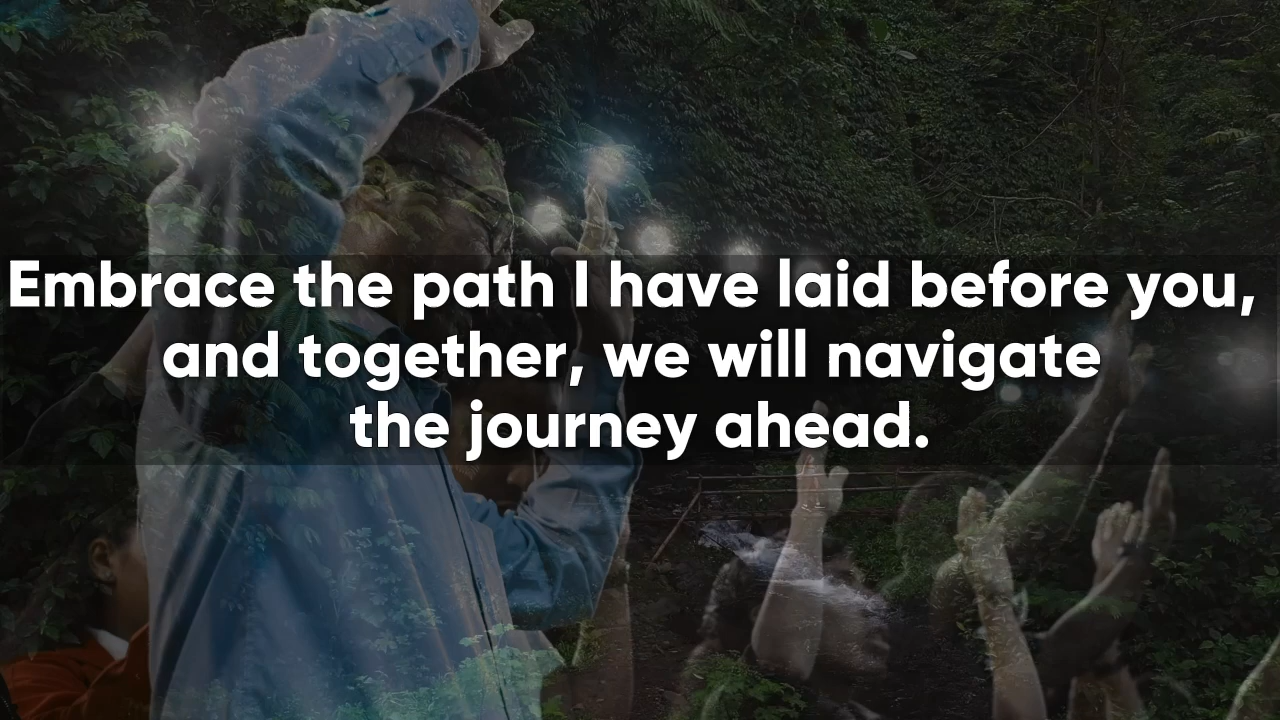 Embrace the path I have laid before you,
and together, we will navigate
the journey ahead.